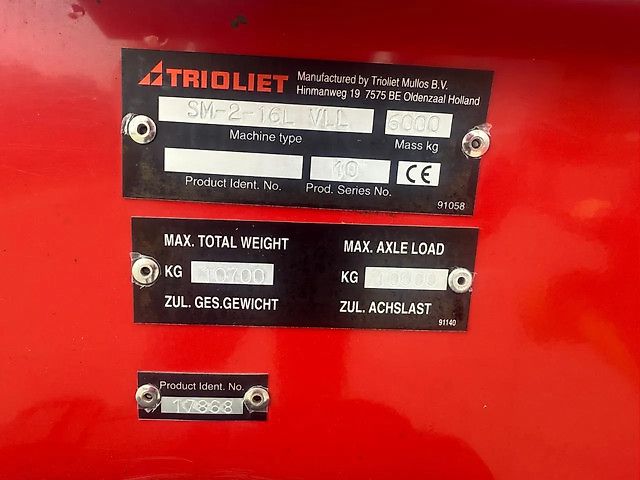 TRIOLIET
Manufactured by Trioliet Mullos B.V.
Hinmanweg 19 7575 BE Oldenzaal Holland
SM-2-16L VLL 6000
Machine type Mass kg
10 CE
Product Ident. No. Prod. Series No.
91058
MAX. TOTAL WEIGHT MAX. AXLE LOAD
KG 10700 KG
ZUL. GES.GEWICHT ZUL. ACHSLAST
91140
Product Ident. No.
17868